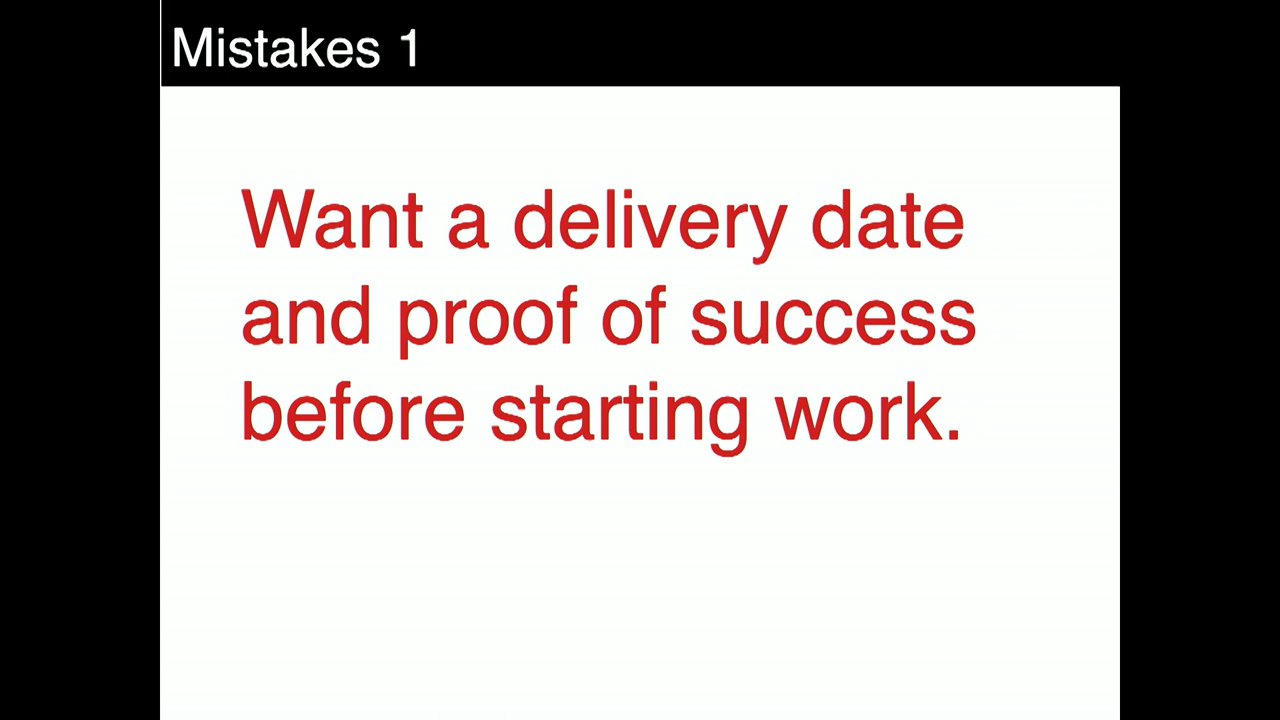 Mistakes 1
Want a delivery date
and proof of success
before starting work.